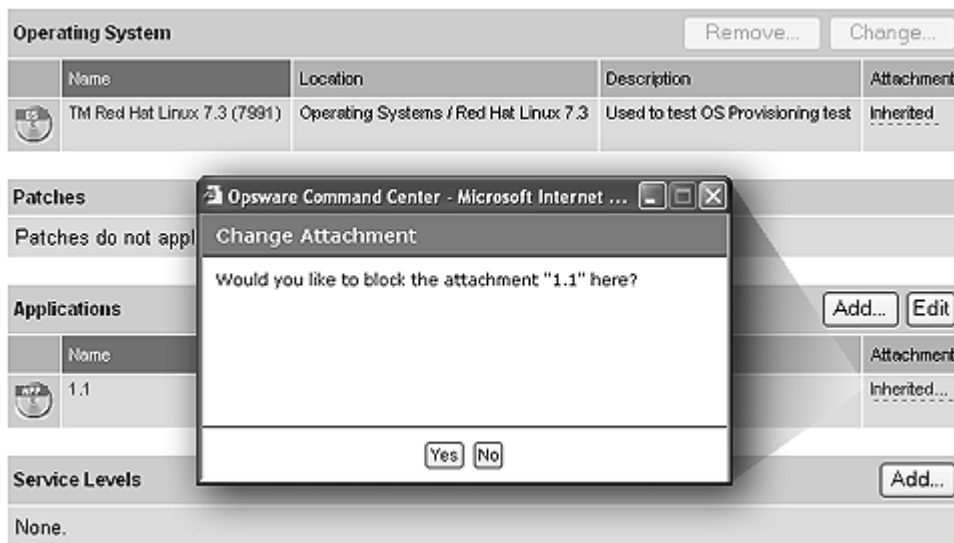 Operating System Remove... Change...
Name Location Description Attachment
TM Red Hat Linux 7.3 (7991) Operating Systems / Red Hat Linux 7.3 Used to test OS Provisioning test Inherited
Patches
Patches do not appl
Opsware Command Center - Microsoft Internet ...
Change Attachment
Would you like to block the attachment "1.1" here?
Yes No
Applications Add... Edit
Name Attachment
APP 1.1 Inherited...
Service Levels Add...
None.